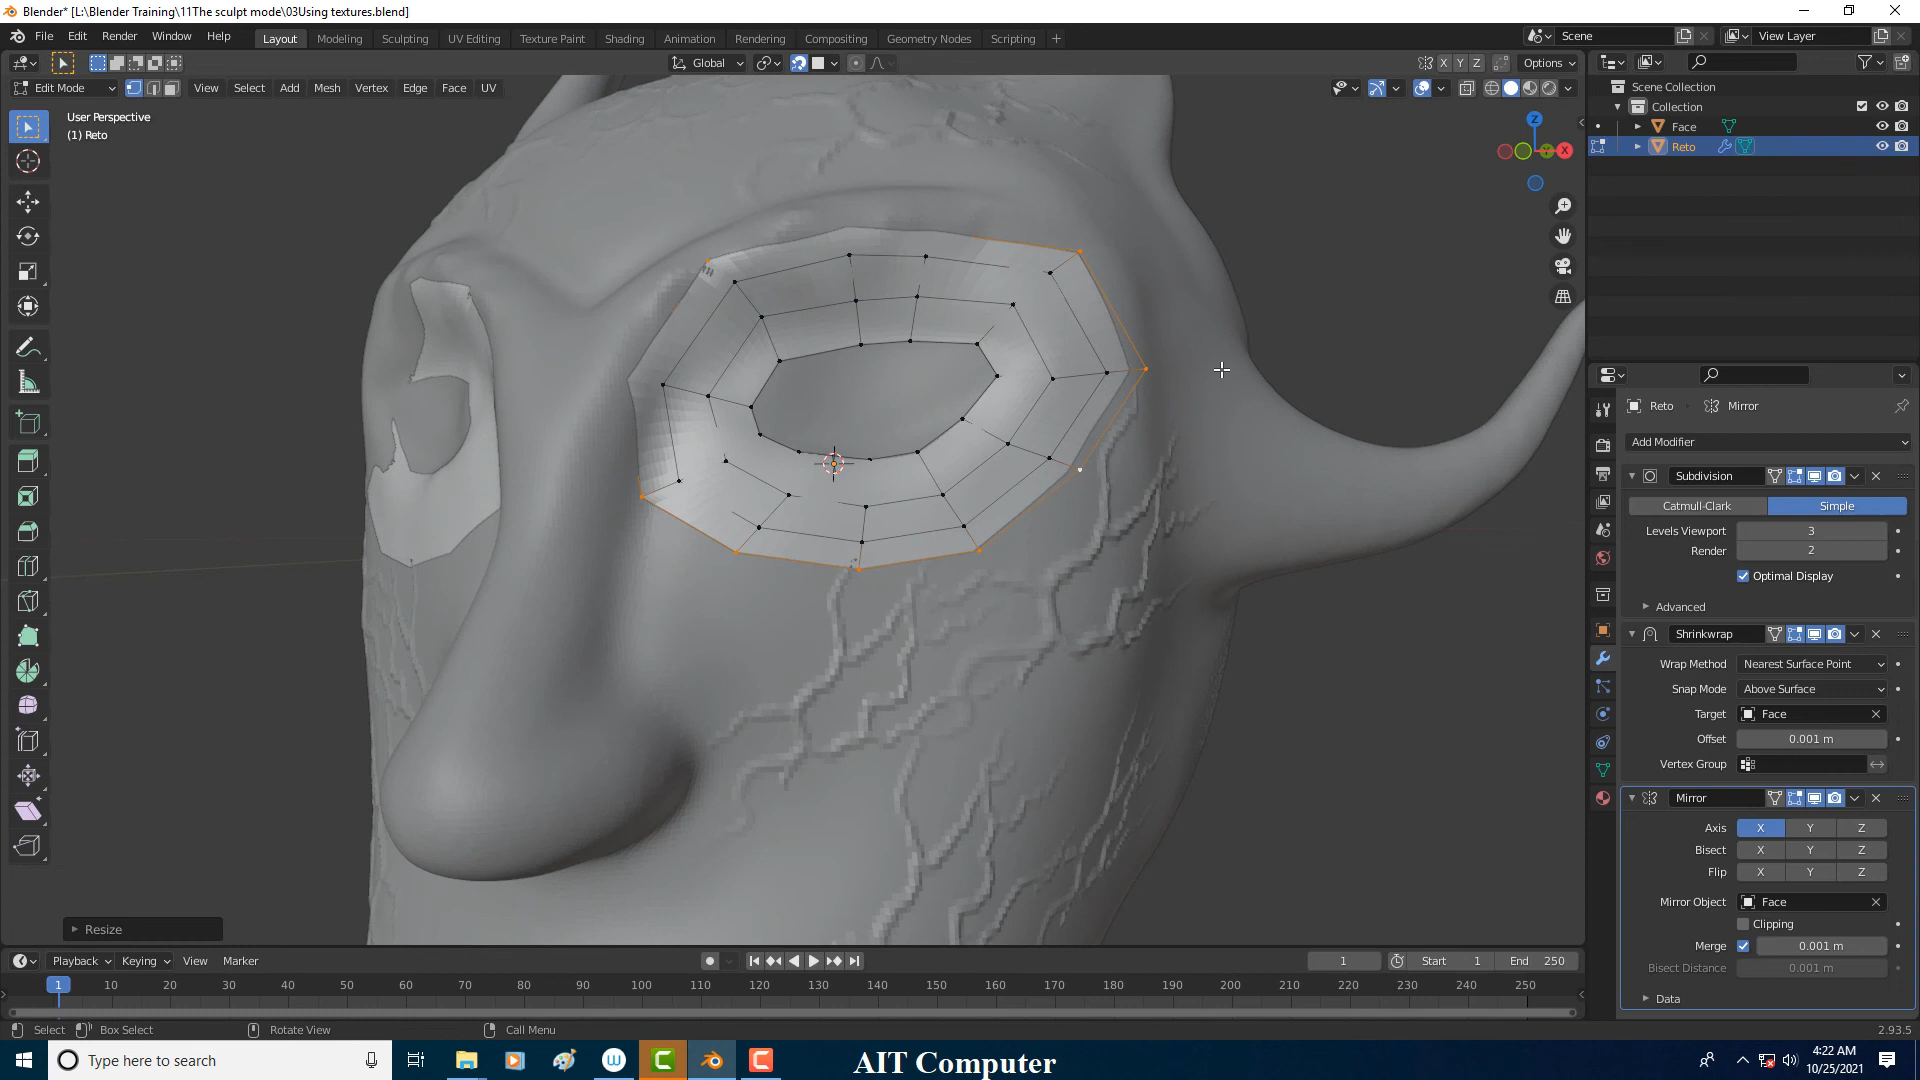 Blender* [L:\Blender Training\11The sculpt mode\03Using textures.blend]
File Edit Render Window Help Layout Modeling Sculpting UV Editing Texture Paint Shading Animation Rendering Compositing Geometry Nodes Scripting + Scene View Layer
Global X Y Z Options
Edit Mode View Select Add Mesh Vertex Edge Face UV
User Perspective
(1) Reto
Z
X
Scene Collection
Collection
Face
Reto
Reto Mirror
Add Modifier
Subdivision
Catmull-Clark Simple
Levels Viewport 3
Render 2
Optimal Display
Advanced
Shrinkwrap
Wrap Method Nearest Surface Point
Snap Mode Above Surface
Target Face
Offset 0.001 m
Vertex Group
Mirror
Axis X Y Z
Bisect X Y Z
Flip X Y Z
Mirror Object Face
Clipping
Merge 0.001 m
Bisect Distance 0.001 m
Data
Resize
Playback Keying View Marker 1 Start 1 End 250
1 10 20 30 40 50 60 70 80 90 100 110 120 130 140 150 160 170 180 190 200 210 220 230 240 250
Select Box Select Rotate View Call Menu 2.93.5
Type here to search AIT Computer 4:22 AM
10/25/2021